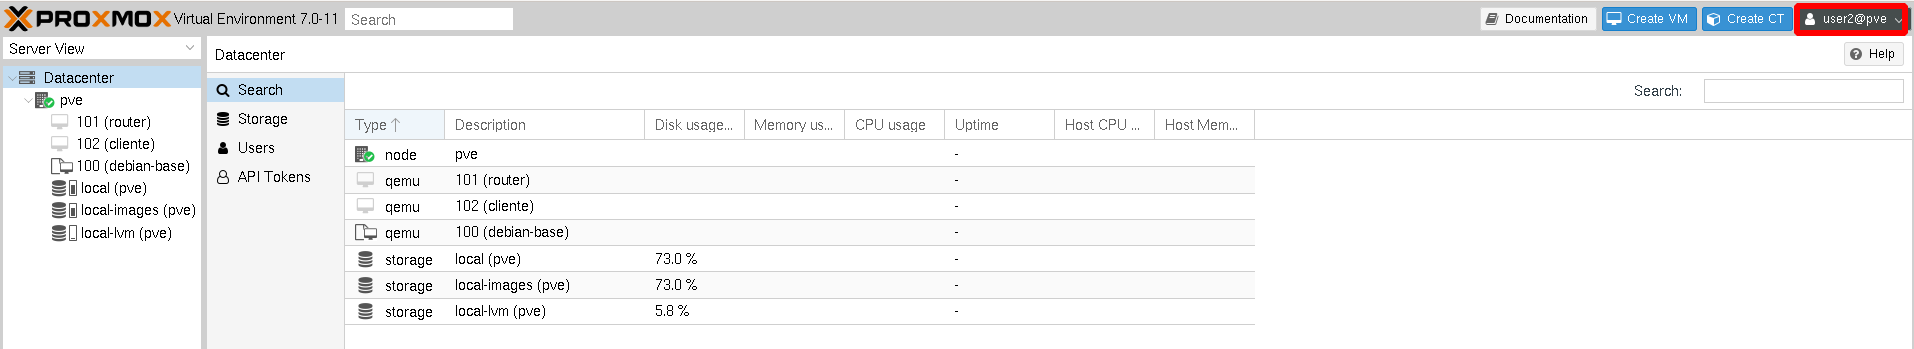 PROXMOX Virtual Environment 7.0-11 Search Documentation Create VM Create CT user2@pve
Server View
Datacenter
pve
101 (router)
102 (cliente)
100 (debian-base)
local (pve)
local-images (pve)
local-lvm (pve)
Datacenter Help
Search
Storage
Users
API Tokens
Search:
Type Description Disk usage... Memory us... CPU usage Uptime Host CPU ... Host Mem...
node pve -
qemu 101 (router) -
qemu 102 (cliente) -
qemu 100 (debian-base) -
storage local (pve) 73.0 % -
storage local-images (pve) 73.0 % -
storage local-lvm (pve) 5.8 % -